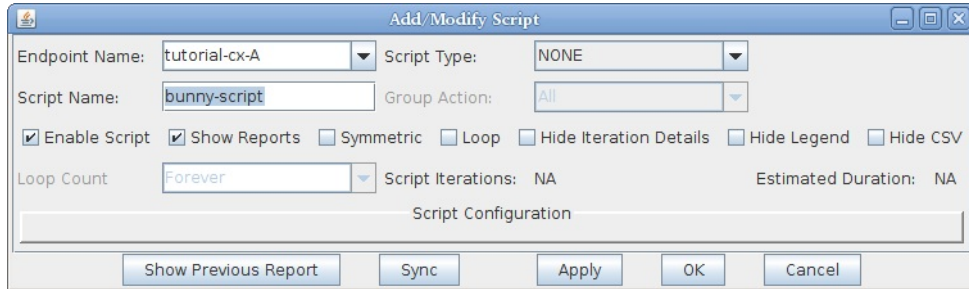 Add/Modify Script
Endpoint Name: tutorial-cx-A Script Type: NONE
Script Name: bunny-script Group Action: All
Enable Script Show Reports Symmetric Loop Hide Iteration Details Hide Legend Hide CSV
Loop Count Forever Script Iterations: NA Estimated Duration: NA
Script Configuration
Show Previous Report Sync Apply OK Cancel